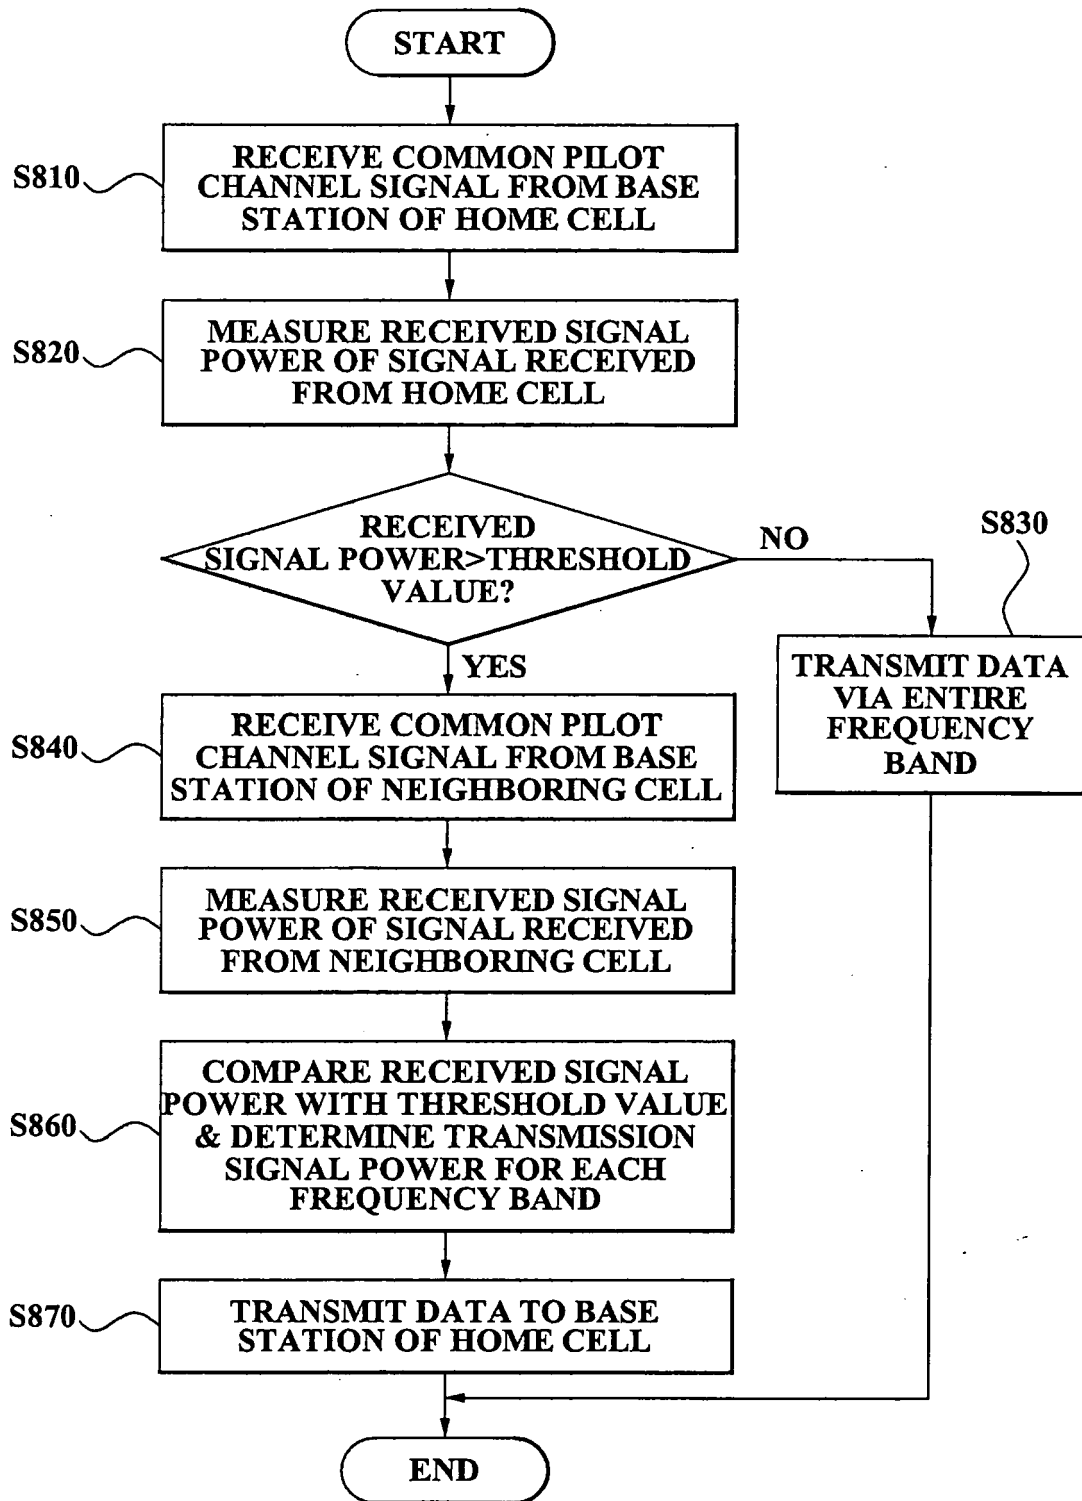 START
S810
RECEIVE COMMON PILOT
CHANNEL SIGNAL FROM BASE
STATION OF HOME CELL
S820
MEASURE RECEIVED SIGNAL
POWER OF SIGNAL RECEIVED
FROM HOME CELL
RECEIVED
SIGNAL POWER>THRESHOLD
VALUE?
NO
S830
TRANSMIT DATA
VIA ENTIRE
FREQUENCY
BAND
YES
S840
RECEIVE COMMON PILOT
CHANNEL SIGNAL FROM BASE
STATION OF NEIGHBORING CELL
S850
MEASURE RECEIVED SIGNAL
POWER OF SIGNAL RECEIVED
FROM NEIGHBORING CELL
S860
COMPARE RECEIVED SIGNAL
POWER WITH THRESHOLD VALUE
& DETERMINE TRANSMISSION
SIGNAL POWER FOR EACH
FREQUENCY BAND
S870
TRANSMIT DATA TO BASE
STATION OF HOME CELL
END